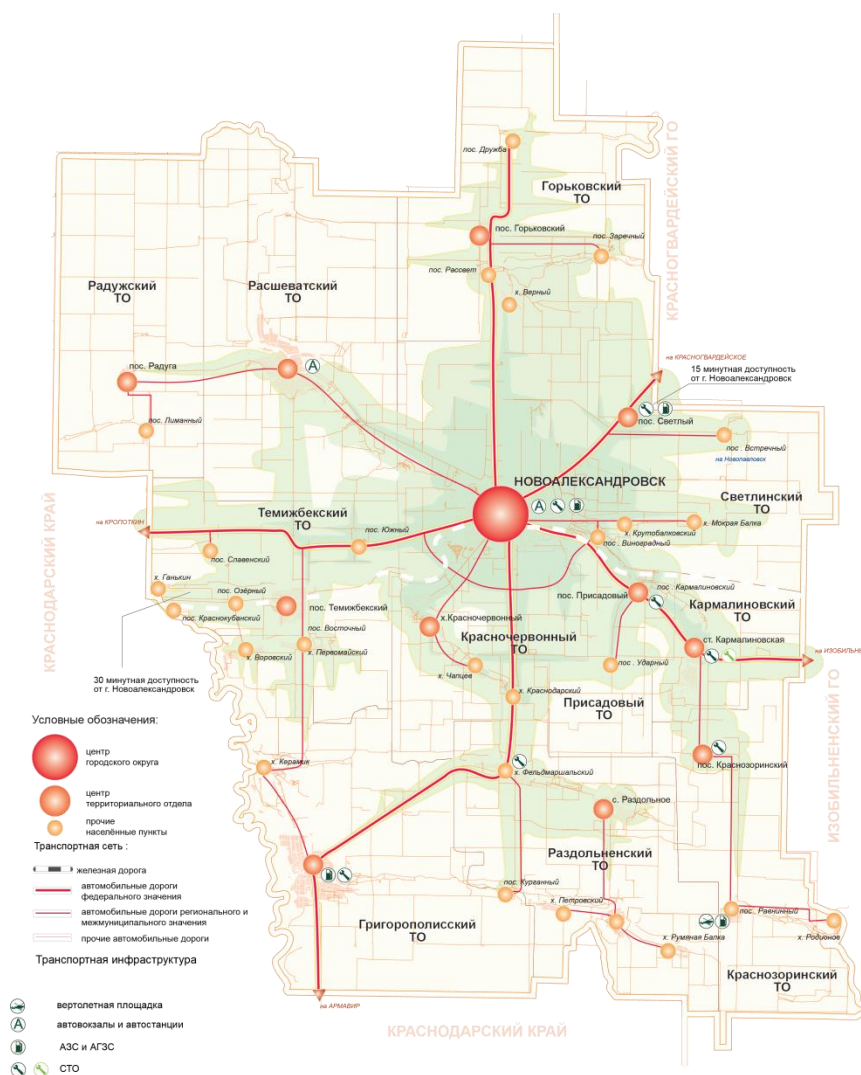 пос. Дружба
Горьковский
ТО
КРАСНОГВАРДЕЙСКИЙ ГО
пос. Горьковский
пос. Заречный
пос. Рассвет
х. Верный
Радужский
ТО
Расшеватский
ТО
на КРАСНОГВАРДЕЙСКОЕ
15 минутная доступность
от г. Новоалександровск
пос. Радуга
А
пос. Лиманный
пос. Светлый
пос. Встречный
на Новопавловск
НОВОАЛЕКСАНДРОВСК
А
Светлинский
ТО
Темижбекский
ТО
на КРОПОТКИН
пос. Южный
х. Крутобалковский
х. Мокрая Балка
пос. Виноградный
пос. Славенский
КРАСНОДАРСКИЙ КРАЙ
х. Ганькин
пос. Озёрный
пос. Темижбекский
пос. Краснокубанский
пос. Восточный
х. Воровский
х. Первомайский
30 минутная доступность
от г. Новоалександровск
пос. Кармалиновский
пос. Присадовый
Кармалиновский
ТО
х.Красночервонный
Красночервонный
ТО
ст. Кармалиновская
на ИЗОБИЛЬНЕ
х. Чапцев
пос. Ударный
х. Краснодарский
Присадовый
ТО
ИЗОБИЛЬНЕНСКИЙ ГО
пос. Краснозоринский
х. Керамик
х. Фельдмаршальский
с. Раздольное
Раздольненский
ТО
пос. Курганный
х. Петровский
пос. Равнинный
х. Родионов
х. Румяная Балка
Григорополисский
ТО
Краснозоринский
ТО
на АРМАВИР
КРАСНОДАРСКИЙ КРАЙ
Условные обозначения:
центр
городского округа
центр
территориального отдела
прочие
населённые пункты
Транспортная сеть :
железная дорога
автомобильные дороги
федерального значения
автомобильные дороги регионального и
межмуниципального значения
прочие автомобильные дороги
Транспортная инфраструктура
вертолетная площадка
А
автовокзалы и автостанции
АЗС и АГЗС
СТО